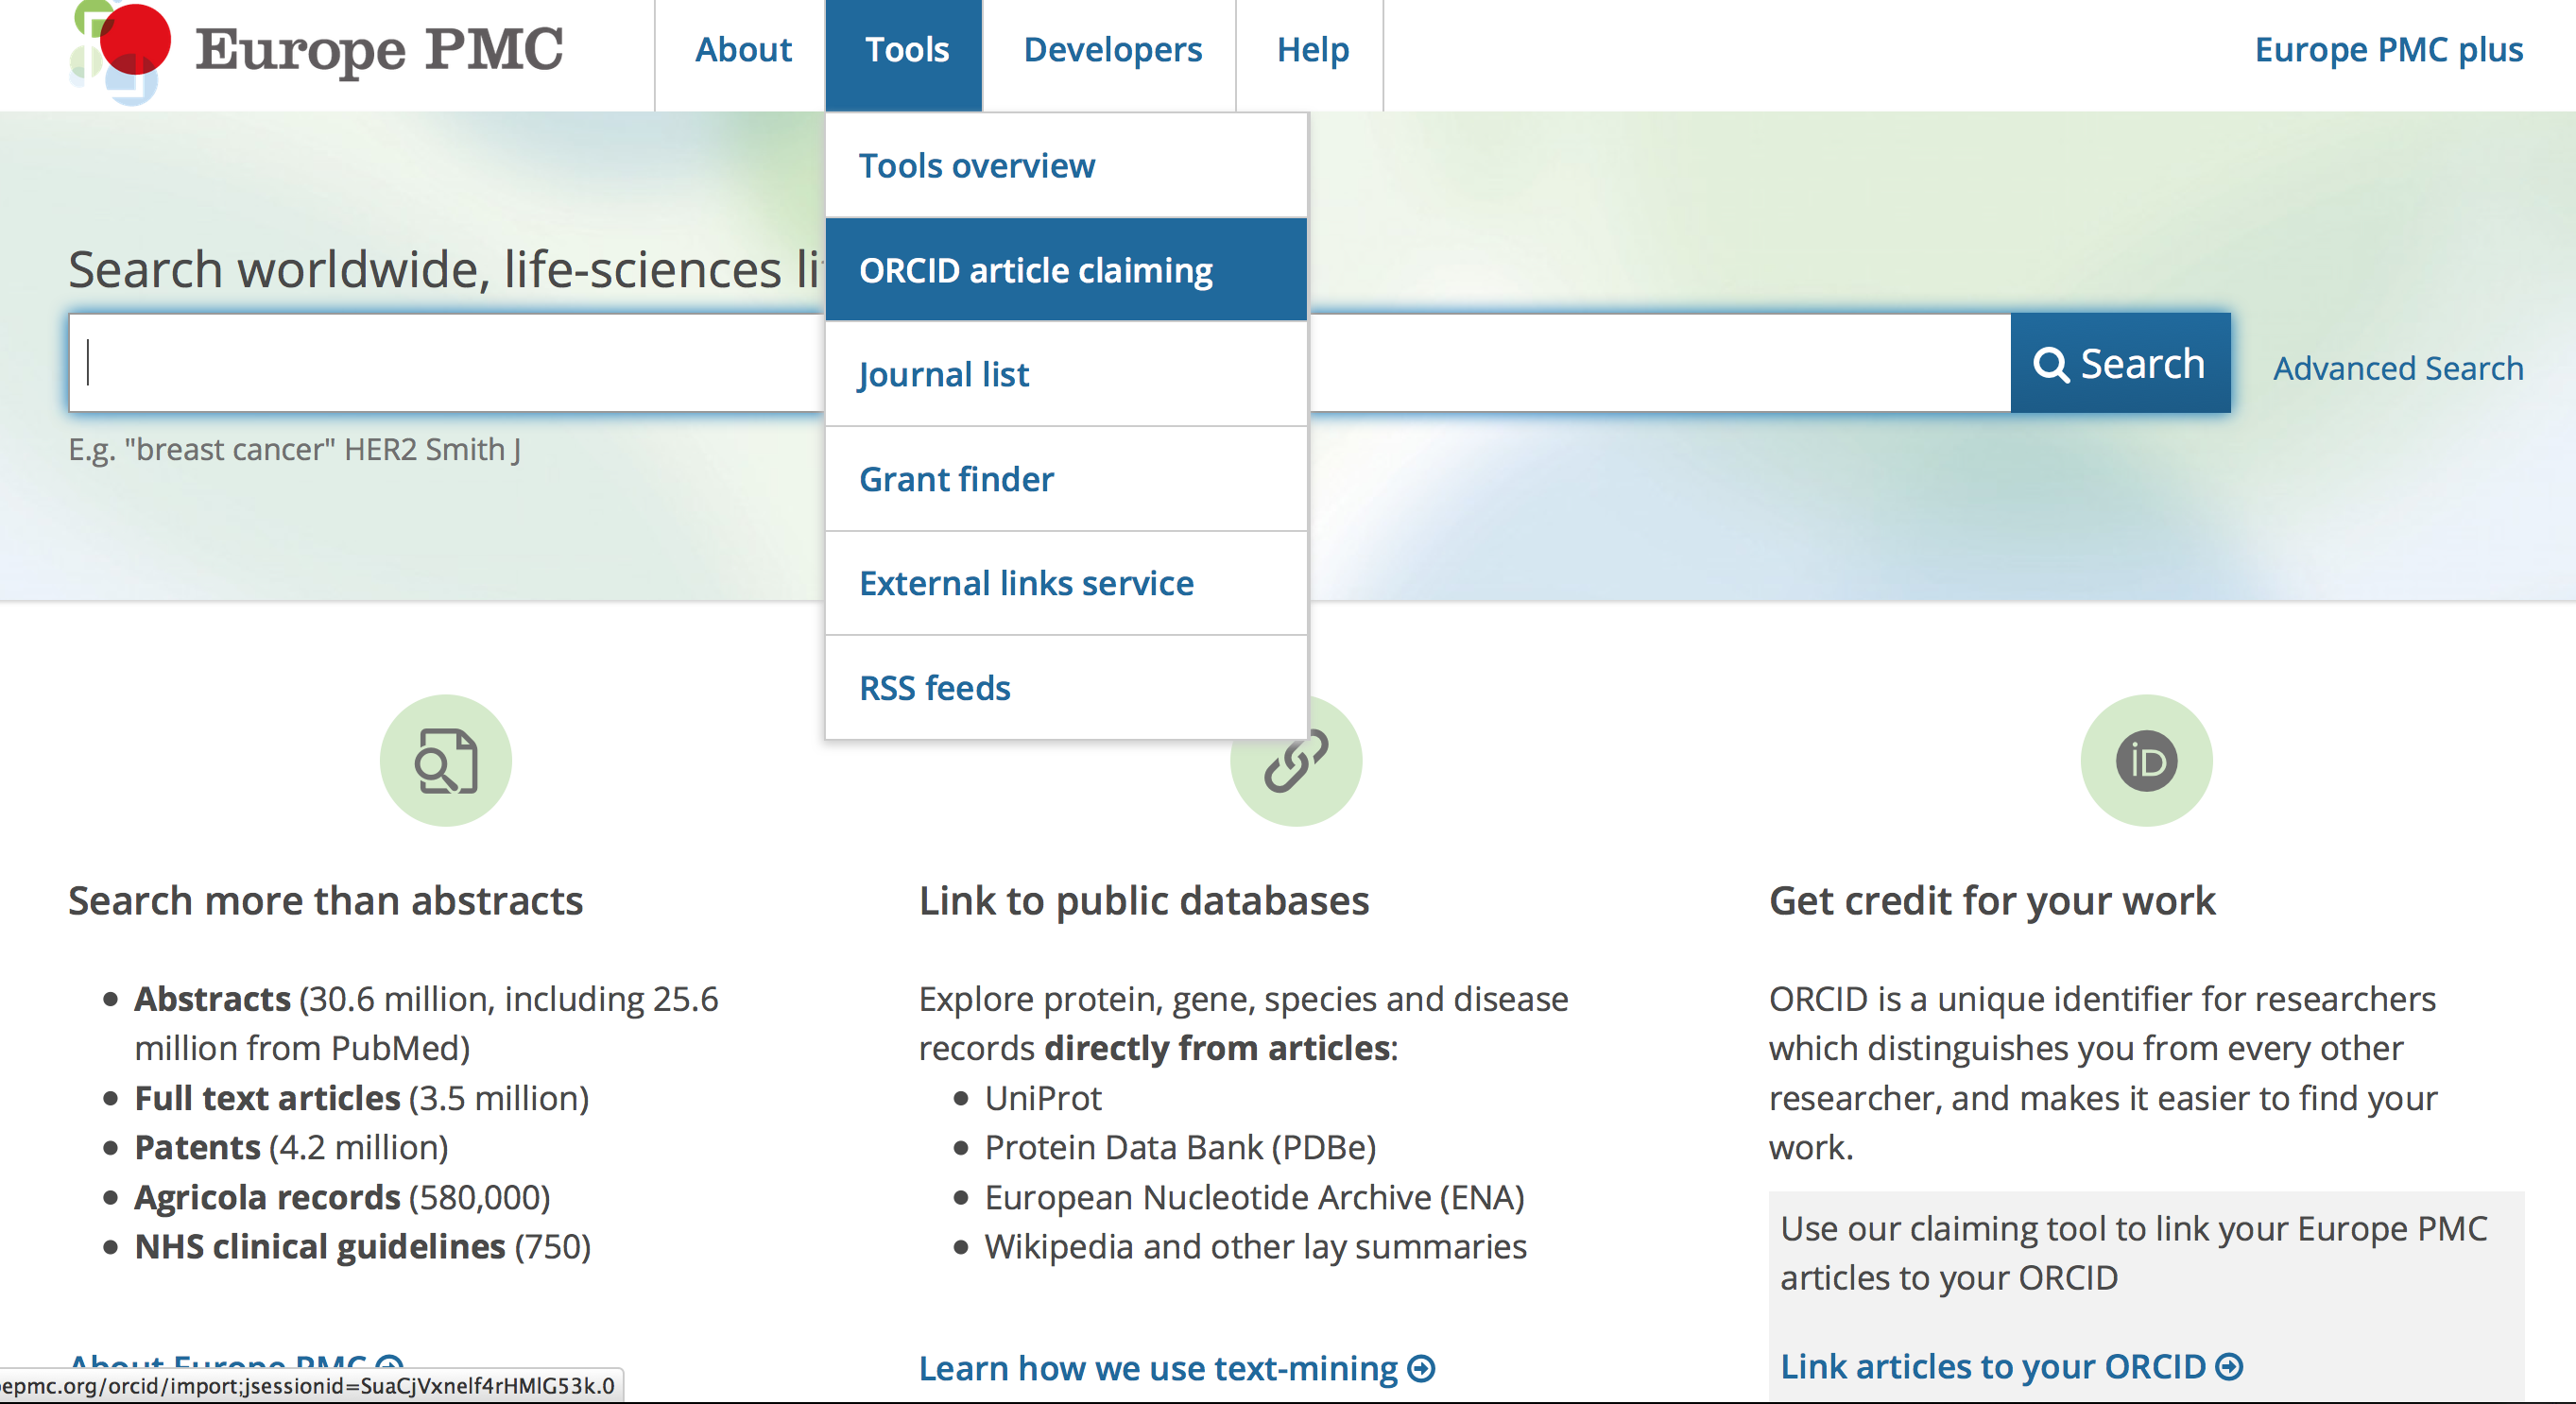 Europe PMC
About
Tools
Developers
Help
Europe PMC plus
Tools overview
ORCID article claiming
Journal list
Grant finder
External links service
RSS feeds
Search worldwide, life-sciences
Search
Advanced Search
E.g. "breast cancer" HER2 Smith J
iD
Search more than abstracts
Abstracts (30.6 million, including 25.6
million from PubMed)
Full text articles (3.5 million)
Patents (4.2 million)
Agricola records (580,000)
NHS clinical guidelines (750)
About Europe PMC
Link to public databases
Explore protein, gene, species and disease
records directly from articles:
UniProt
Protein Data Bank (PDBe)
European Nucleotide Archive (ENA)
Wikipedia and other lay summaries
Learn how we use text-mining
Get credit for your work
ORCID is a unique identifier for researchers
which distinguishes you from every other
researcher, and makes it easier to find your
work.
Use our claiming tool to link your Europe PMC
articles to your ORCID
Link articles to your ORCID
epmc.org/orcid/import;jsessionid=SuaCjVxnelf4rHMlG53k.0